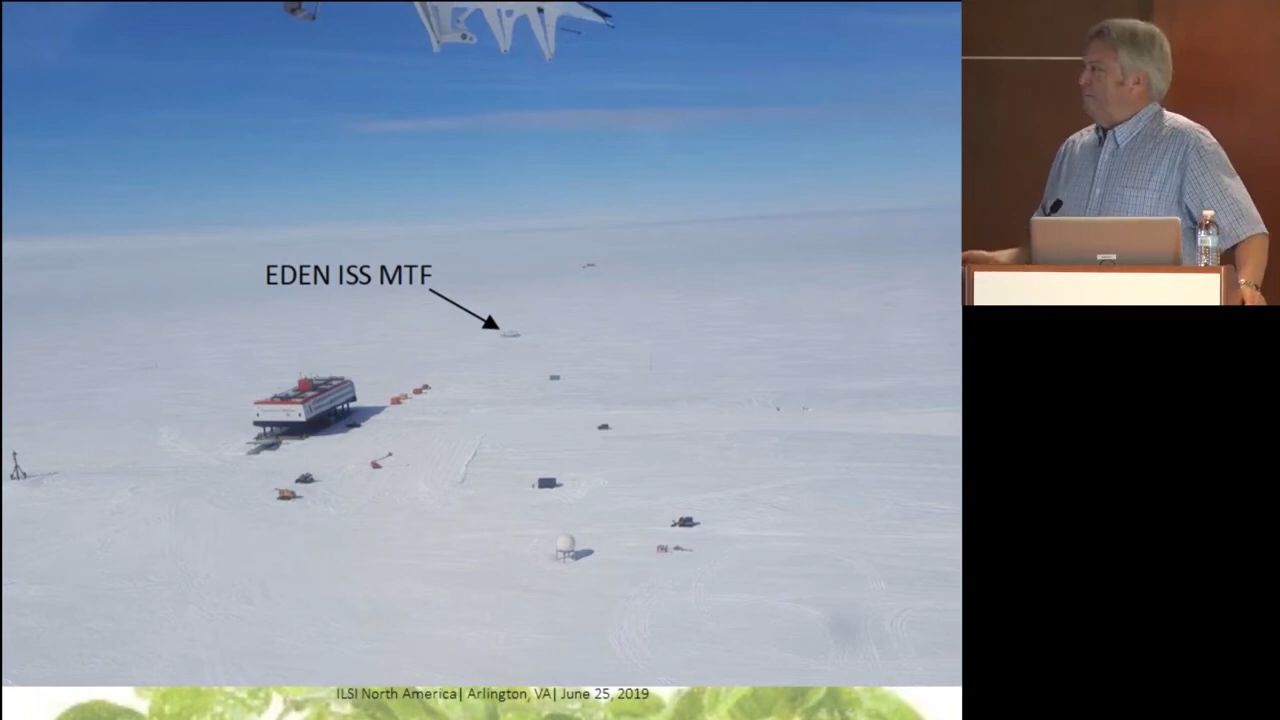 EDEN ISS MTF
ILSI North America| Arlington, VA| June 25, 2019